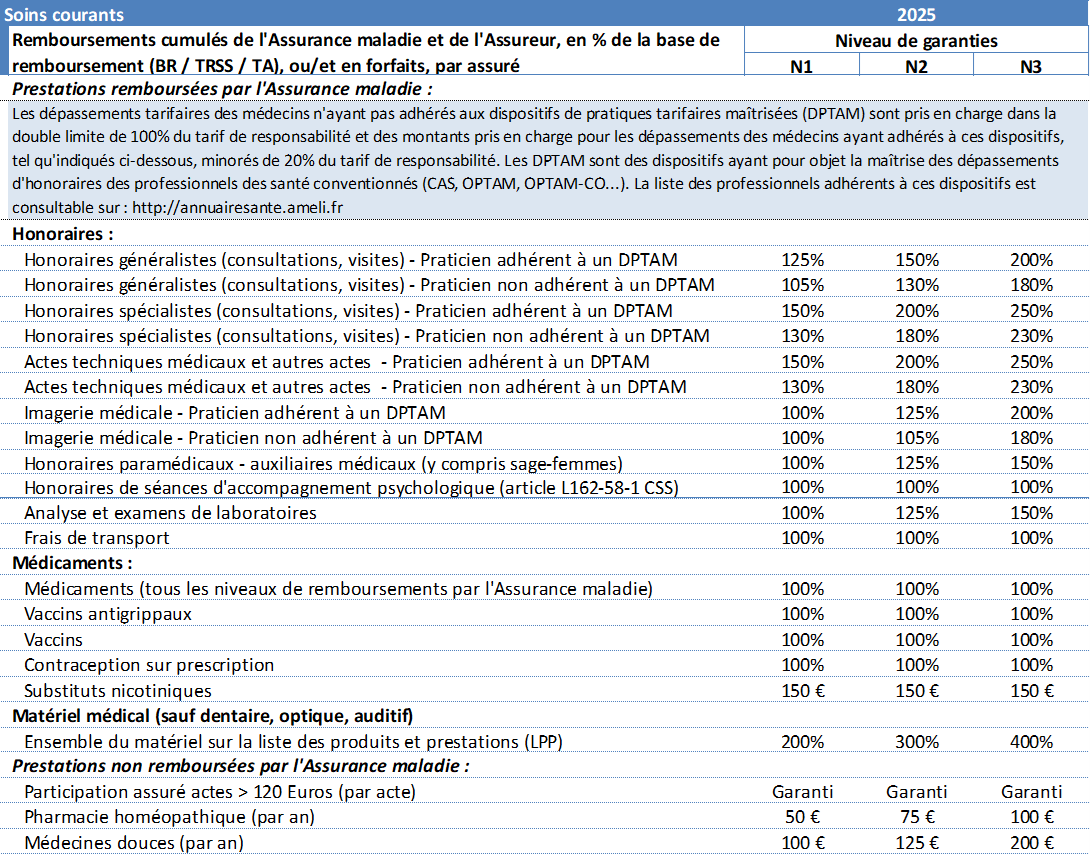 Soins courants 2025
Remboursements cumulés de l'Assurance maladie et de l'Assureur, en % de la base de Niveau de garanties
remboursement (BR / TRSS / TA), ou/et en forfaits, par assuré N1 N2 N3
Prestations remboursées par l'Assurance maladie :
Les dépassements tarifaires des médecins n'ayant pas adhérés aux dispositifs de pratiques tarifaires maîtrisées (DPTAM) sont pris en charge dans la
double limite de 100% du tarif de responsabilité et des montants pris en charge pour les dépassements des médecins ayant adhérés à ces dispositifs,
tel qu'indiqués ci-dessous, minorés de 20% du tarif de responsabilité. Les DPTAM sont des dispositifs ayant pour objet la maîtrise des dépassements
d'honoraires des professionnels des santé conventionnés (CAS, OPTAM, OPTAM-CO...). La liste des professionnels adhérents à ces dispositifs est
consultable sur : http://annuairesante.ameli.fr
Honoraires :
Honoraires généralistes (consultations, visites) - Praticien adhérent à un DPTAM 125% 150% 200%
Honoraires généralistes (consultations, visites) - Praticien non adhérent à un DPTAM 105% 130% 180%
Honoraires spécialistes (consultations, visites) - Praticien adhérent à un DPTAM 150% 200% 250%
Honoraires spécialistes (consultations, visites) - Praticien non adhérent à un DPTAM 130% 180% 230%
Actes techniques médicaux et autres actes - Praticien adhérent à un DPTAM 150% 200% 250%
Actes techniques médicaux et autres actes - Praticien non adhérent à un DPTAM 130% 180% 230%
Imagerie médicale - Praticien adhérent à un DPTAM 100% 125% 200%
Imagerie médicale - Praticien non adhérent à un DPTAM 100% 105% 180%
Honoraires paramédicaux - auxiliaires médicaux (y compris sage-femmes) 100% 125% 150%
Honoraires de séances d'accompagnement psychologique (article L162-58-1 CSS) 100% 100% 100%
Analyse et examens de laboratoires 100% 125% 150%
Frais de transport 100% 100% 100%
Médicaments :
Médicaments (tous les niveaux de remboursements par l'Assurance maladie) 100% 100% 100%
Vaccins antigrippaux 100% 100% 100%
Vaccins 100% 100% 100%
Contraception sur prescription 100% 100% 100%
Substituts nicotiniques 150 € 150 € 150 €
Matériel médical (sauf dentaire, optique, auditif)
Ensemble du matériel sur la liste des produits et prestations (LPP) 200% 300% 400%
Prestations non remboursées par l'Assurance maladie :
Participation assuré actes > 120 Euros (par acte) Garanti Garanti Garanti
Pharmacie homéopathique (par an) 50 € 75 € 100 €
Médecines douces (par an) 100 € 125 € 200 €